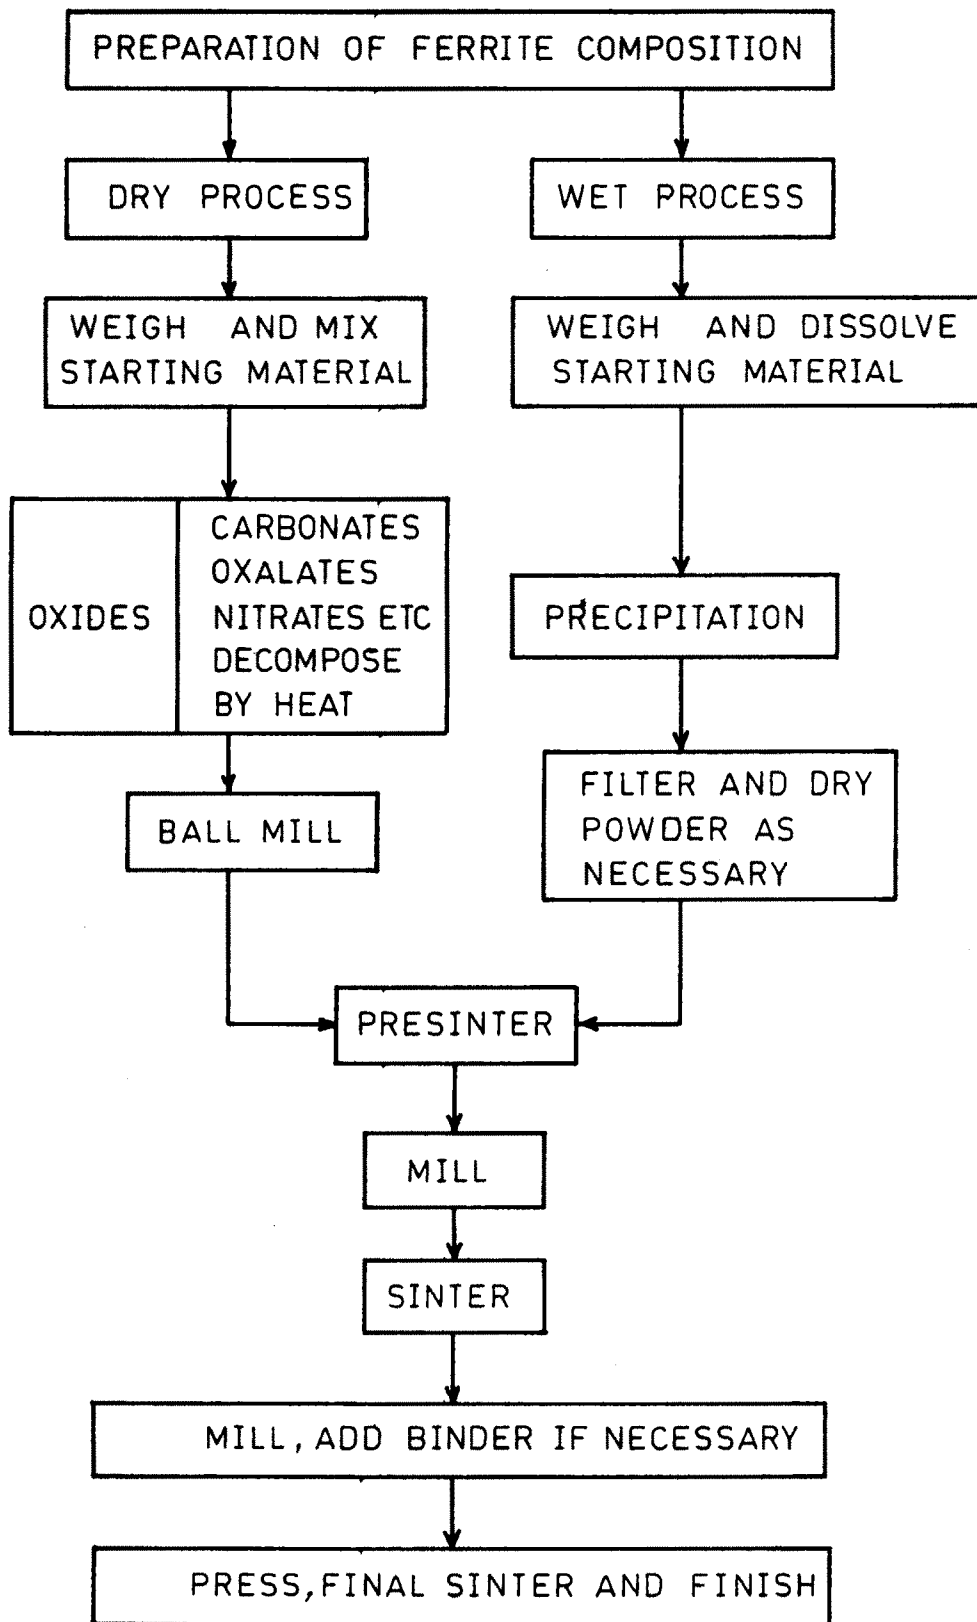 PREPARATION OF FERRITE COMPOSITION
DRY PROCESS
WET PROCESS
WEIGH AND MIX
STARTING MATERIAL
WEIGH AND DISSOLVE
STARTING MATERIAL
OXIDES
CARBONATES
OXALATES
NITRATES ETC
DECOMPOSE
BY HEAT
PRECIPITATION
BALL MILL
FILTER AND DRY
POWDER AS
NECESSARY
PRESINTER
MILL
SINTER
MILL, ADD BINDER IF NECESSARY
PRESS, FINAL SINTER AND FINISH